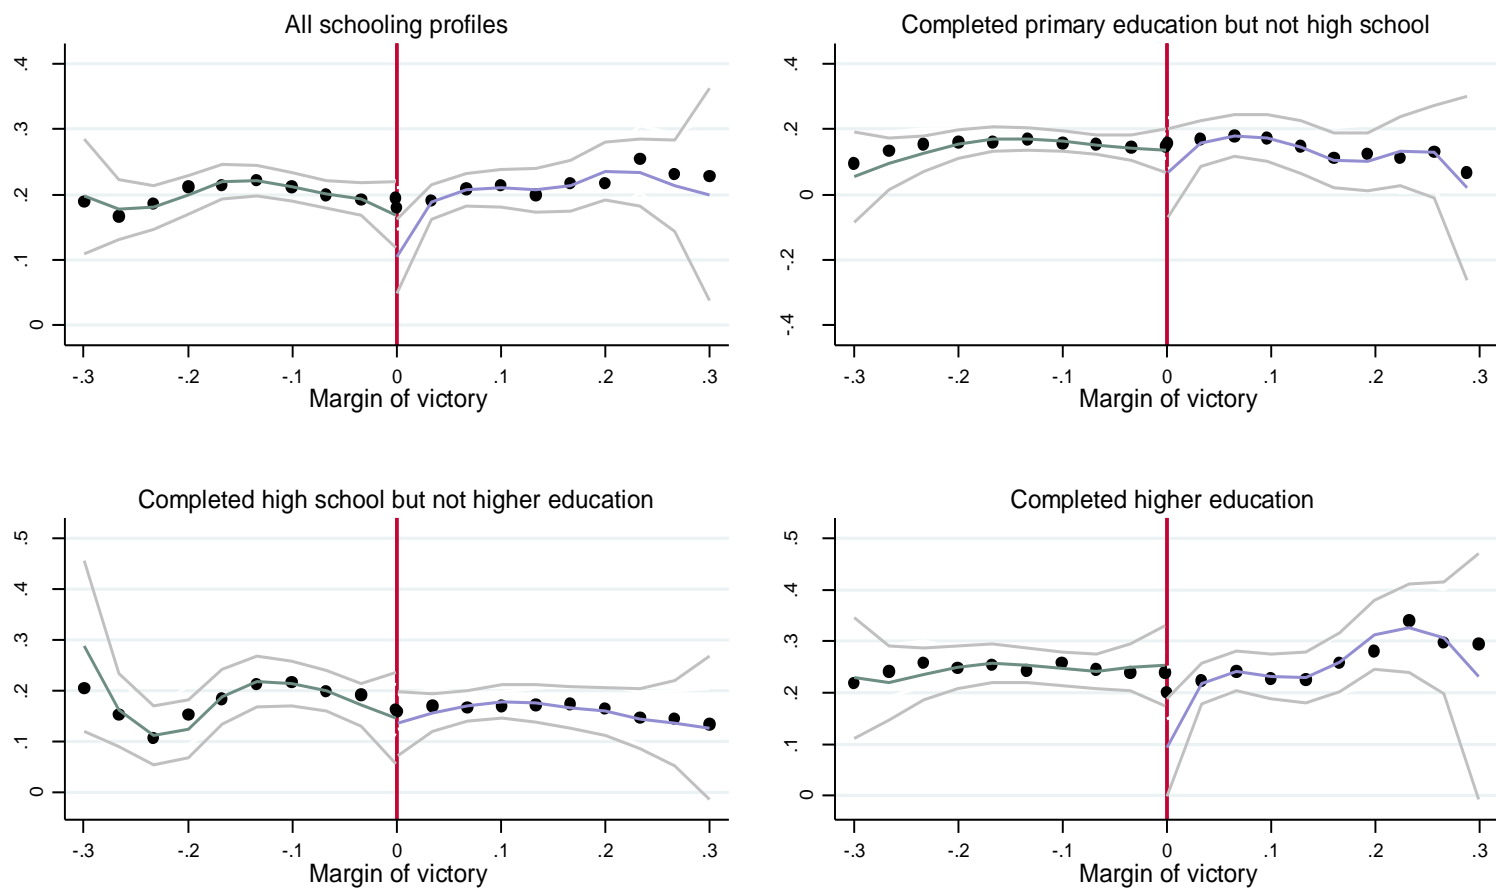 All schooling profiles
.4
.3
.2
.1
0
-.3 -.2 -.1 0 .1 .2 .3
Margin of victory
Completed primary education but not high school
.4
.2
0
-.2
-.4
-.3 -.2 -.1 0 .1 .2 .3
Margin of victory
Completed high school but not higher education
.5
.4
.3
.2
.1
0
-.3 -.2 -.1 0 .1 .2 .3
Margin of victory
Completed higher education
.5
.4
.3
.2
.1
0
-.3 -.2 -.1 0 .1 .2 .3
Margin of victory